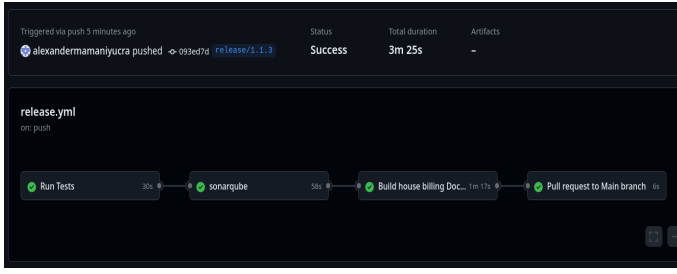 Triggered via push 5 minutes ago
alexandermamaniyucra pushed 093ed7d release/1.1.3
Status
Success
Total duration
3m 25s
Artifacts
–
release.yml
on: push
Run Tests 30s
sonarqube 58s
Build house billing Doc... 1m 17s
Pull request to Main branch 6s